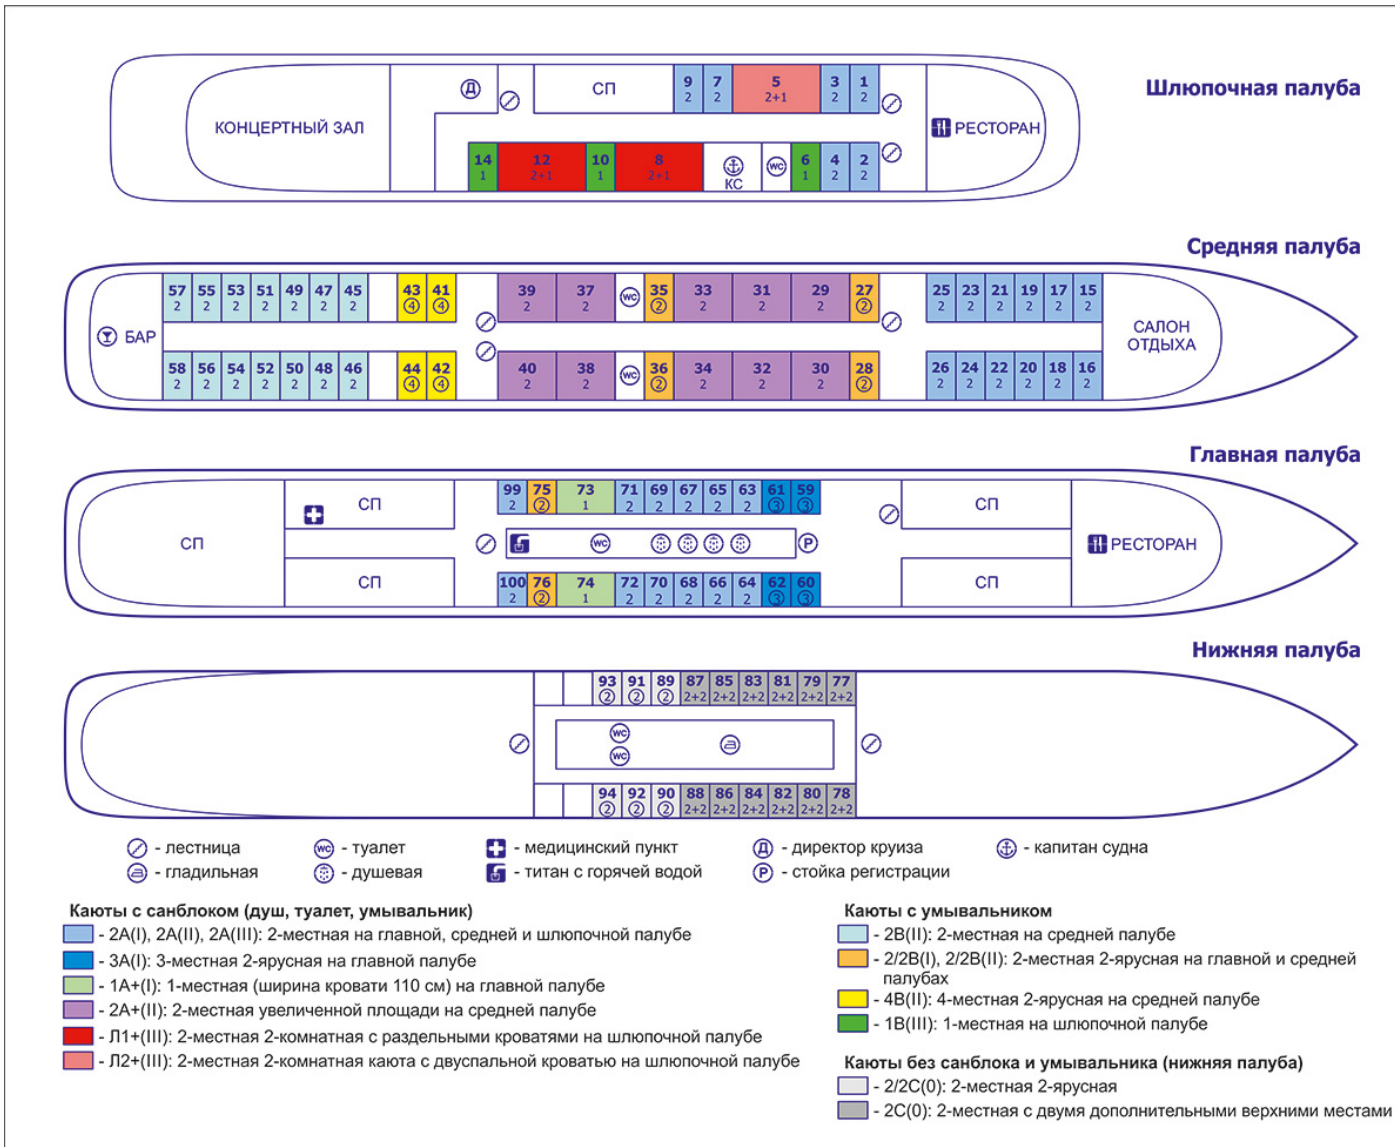 Шлюпочная палуба
9 7 5 3 1
2 2 2+1 2 2
Д СП
КОНЦЕРТНЫЙ ЗАЛ
РЕСТОРАН
14 12 10 8 6 4 2
1 2+1 1 2+1 КС WC 1 2 2
Средняя палуба
57 55 53 51 49 47 45 43 41 39 37 WC 35 33 31 29 27 25 23 21 19 17 15
2 2 2 2 2 2 2 4 4 2 2 2 2 2 2 2 2 2 2 2 2 2
БАР
САЛОН
ОТДЫХА
58 56 54 52 50 48 46 44 42 40 38 WC 36 34 32 30 28 26 24 22 20 18 16
2 2 2 2 2 2 2 4 4 2 2 2 2 2 2 2 2 2 2 2 2 2
Главная палуба
99 75 73 71 69 67 65 63 61 59
2 2 1 2 2 2 2 2 3 3
СП СП
СП WC Р РЕСТОРАН
СП СП
100 76 74 72 70 68 66 64 62 60
2 2 1 2 2 2 2 2 3 3
Нижняя палуба
93 91 89 87 85 83 81 79 77
2 2 2 2+2 2+2 2+2 2+2 2+2 2+2
WC
WC
94 92 90 88 86 84 82 80 78
2 2 2 2+2 2+2 2+2 2+2 2+2 2+2
- лестница WC - туалет - медицинский пункт Д - директор круиза - капитан судна
- гладильная - душевая - титан с горячей водой Р - стойка регистрации
Каюты с санблоком (душ, туалет, умывальник)
- 2А(I), 2А(II), 2А(III): 2-местная на главной, средней и шлюпочной палубе
- 3А(I): 3-местная 2-ярусная на главной палубе
- 1А+(I): 1-местная (ширина кровати 110 см) на главной палубе
- 2А+(II): 2-местная увеличенной площади на средней палубе
- Л1+(III): 2-местная 2-комнатная с раздельными кроватями на шлюпочной палубе
- Л2+(III): 2-местная 2-комнатная каюта с двуспальной кроватью на шлюпочной палубе
Каюты с умывальником
- 2В(II): 2-местная на средней палубе
- 2/2В(I), 2/2В(II): 2-местная 2-ярусная на главной и средней
палубах
- 4В(II): 4-местная 2-ярусная на средней палубе
- 1В(III): 1-местная на шлюпочной палубе
Каюты без санблока и умывальника (нижняя палуба)
- 2/2С(0): 2-местная 2-ярусная
- 2С(0): 2-местная с двумя дополнительными верхними местами